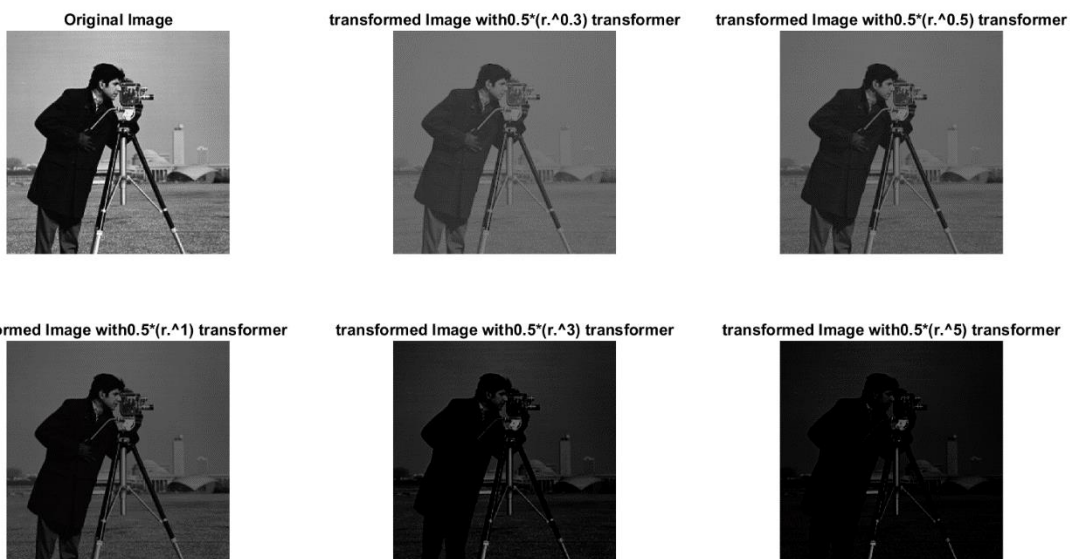 Original Image
transformed Image with0.5*(r.^0.3) transformer
transformed Image with0.5*(r.^0.5) transformer
ormed Image with0.5*(r.^1) transformer
transformed Image with0.5*(r.^3) transformer
transformed Image with0.5*(r.^5) transformer